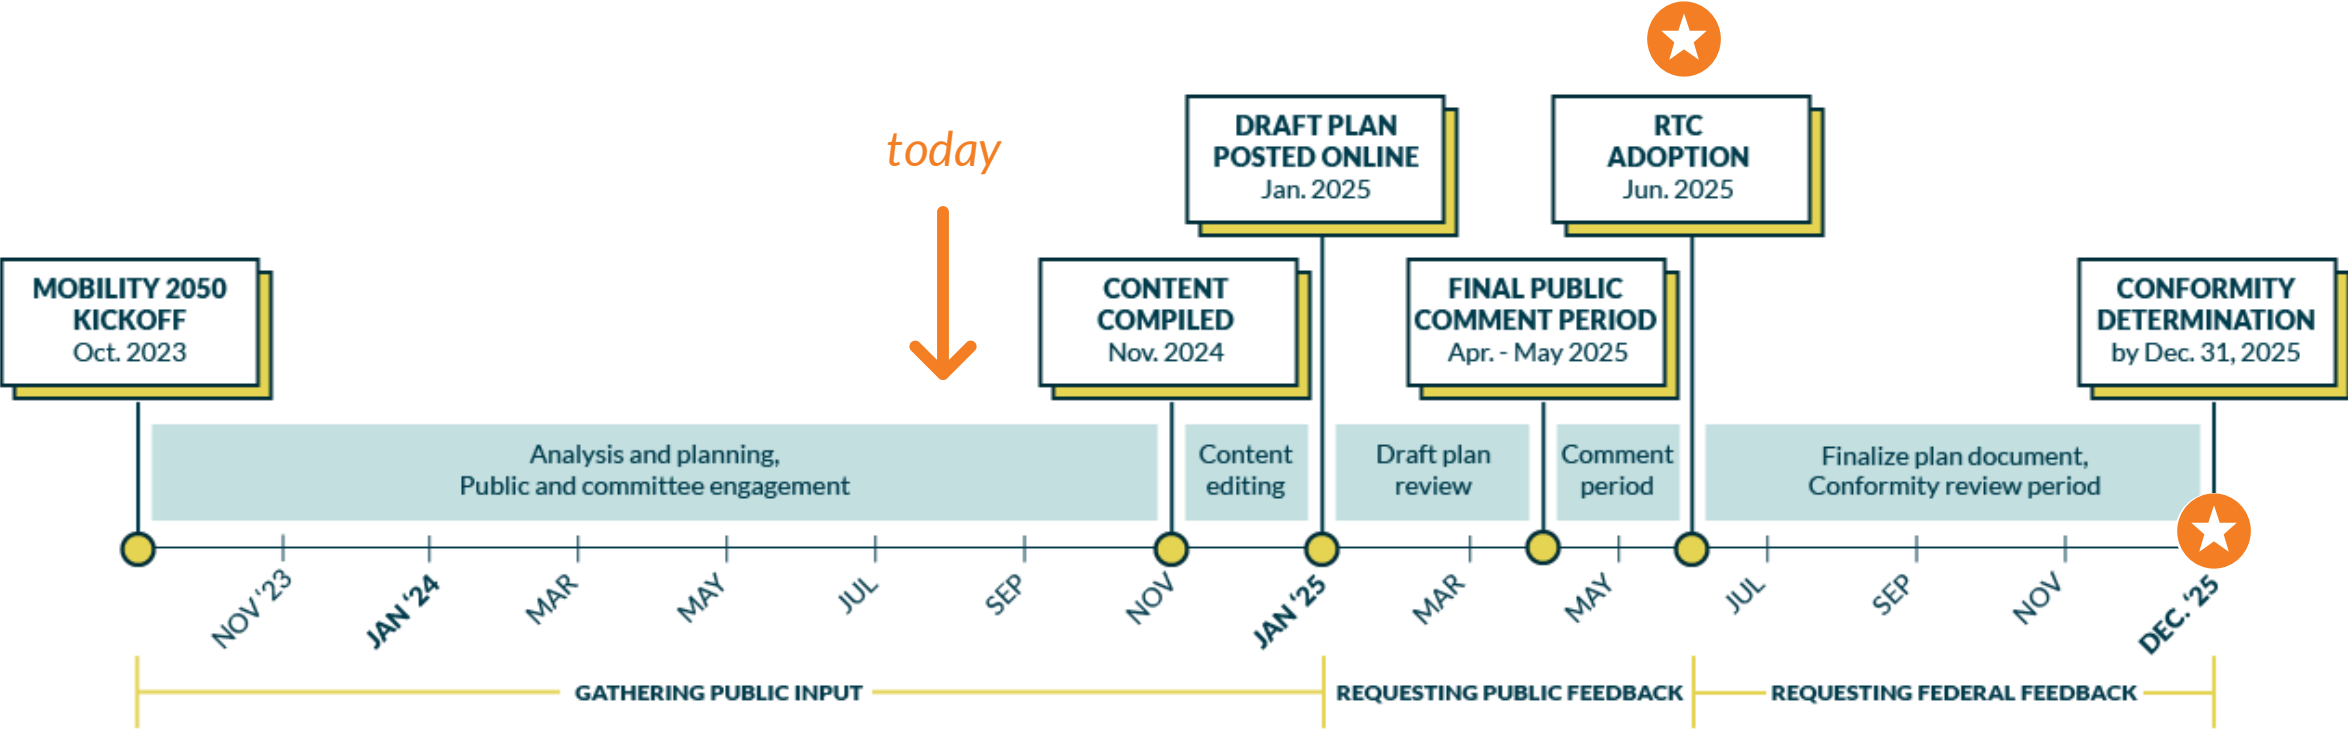 today
DRAFT PLAN
POSTED ONLINE
Jan. 2025
RTC
ADOPTION
Jun. 2025
MOBILITY 2050
KICKOFF
Oct. 2023
CONTENT
COMPILED
Nov. 2024
FINAL PUBLIC
COMMENT PERIOD
Apr. - May 2025
CONFORMITY
DETERMINATION
by Dec. 31, 2025
Analysis and planning,
Public and committee engagement
Content
editing
Draft plan
review
Comment
period
Finalize plan document,
Conformity review period
NOV ‘23
JAN ‘24
MAR
MAY
JUL
SEP
NOV
JAN ‘25
MAR
MAY
JUL
SEP
NOV
DEC. ‘25
GATHERING PUBLIC INPUT
REQUESTING PUBLIC FEEDBACK
REQUESTING FEDERAL FEEDBACK